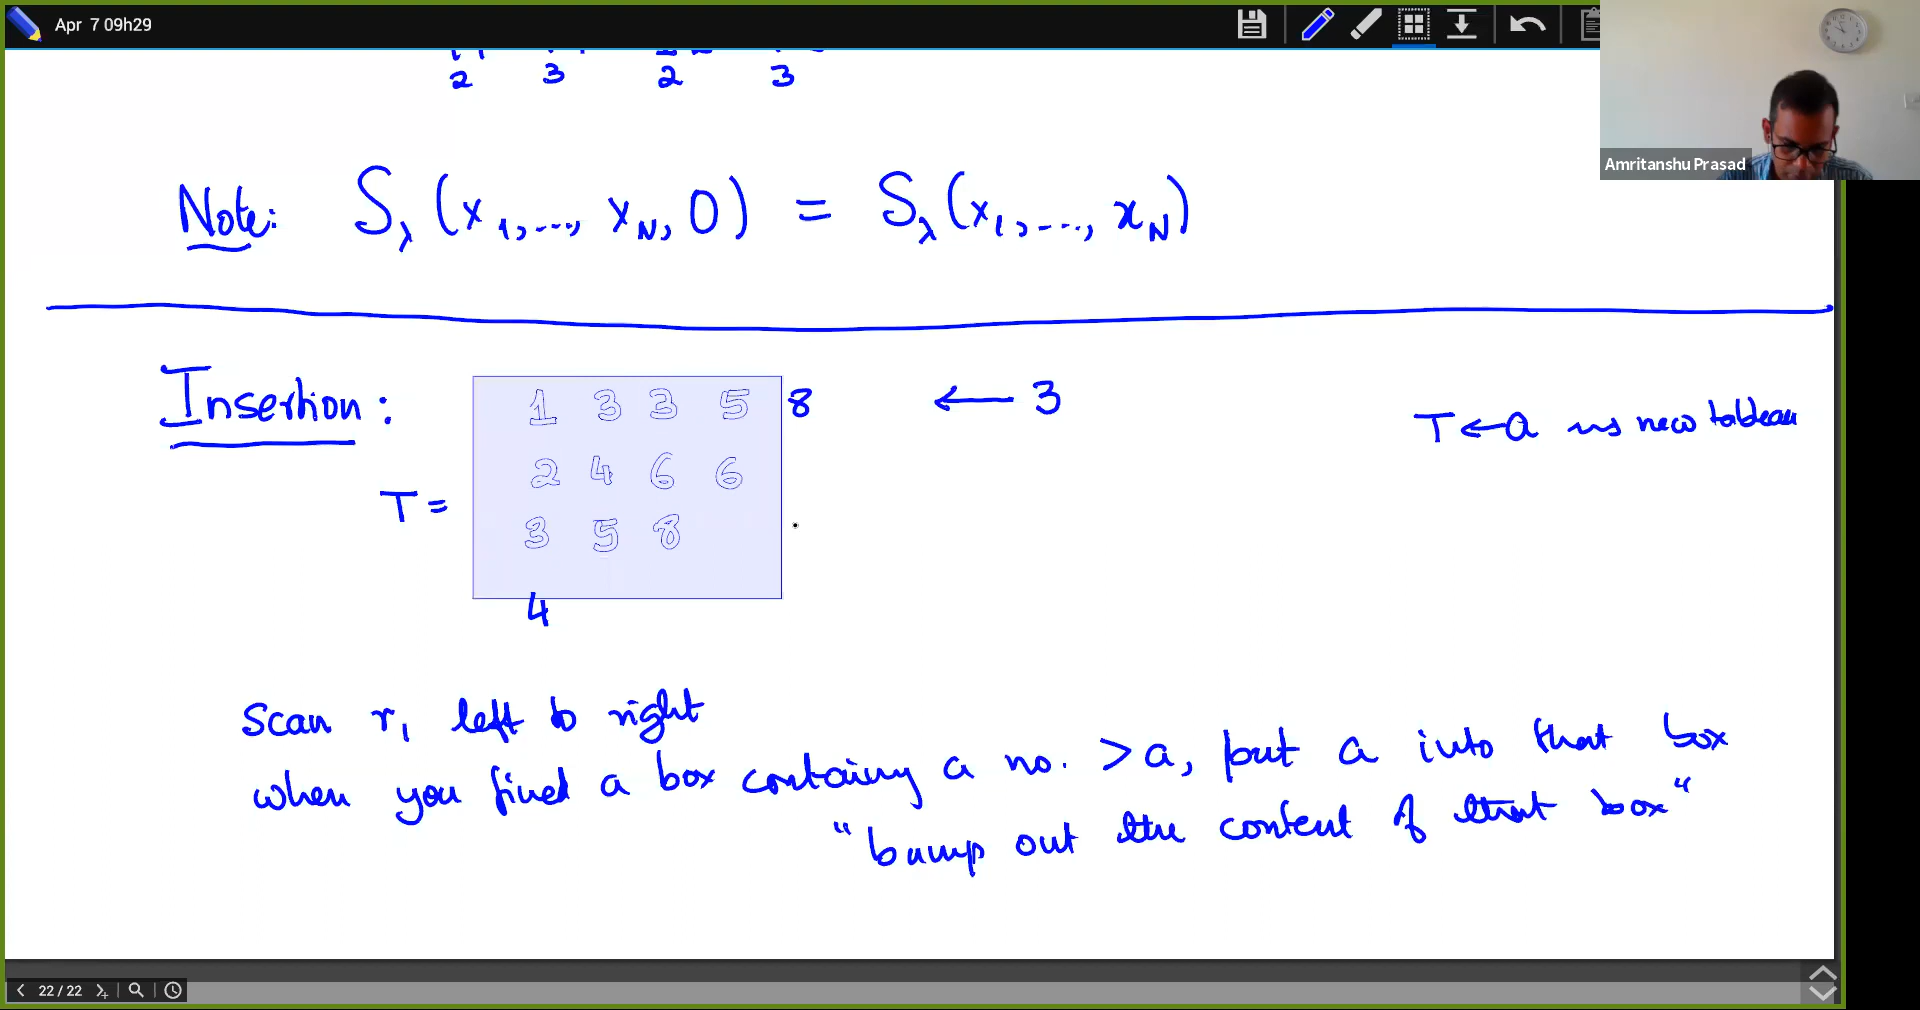 Apr 7 09h29
2 3 2 3
Amritanshu Prasad
Note: S_λ (x_1, ..., x_N, 0) = S_λ (x_1, ..., x_N)
Insertion: 1 3 3 5 8 ← 3
T ← a is new tableau
2 4 6 6
T =
3 5 8
4
Scan r_1 left to right
when you find a box containing a no. > a, put a into that box
"bump out the content of that box"
22 / 22